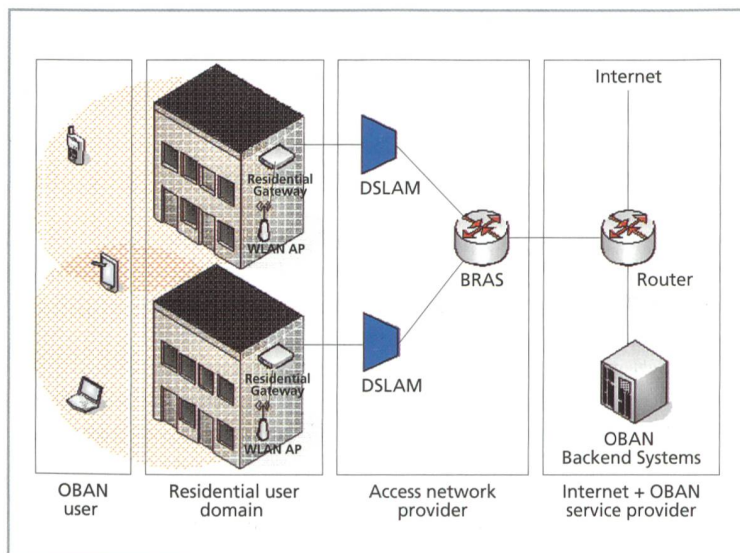 Internet
Residential
Gateway
WLAN AP
DSLAM
BRAS
Router
Residential
Gateway
WLAN AP
DSLAM
OBAN
Backend Systems
OBAN
user
Residential user
domain
Access network
provider
Internet + OBAN
service provider